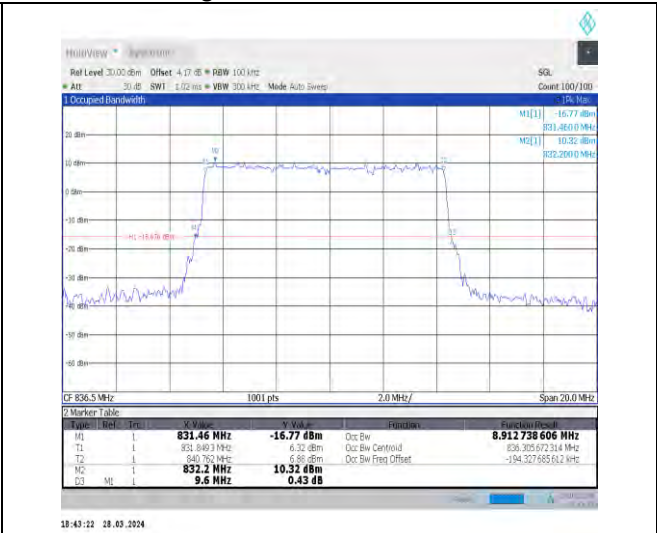 MultiView Spectrum
Ref Level 30.00 dBm Offset 4.17 dB RBW 100 kHz SGL
Att 30 dB SWT 1.02 ms VBW 300 kHz Mode Auto Sweep Count 100/100
1 Occupied Bandwidth 1Pk Max
M1[1] -16.77 dBm
831.4600 MHz
M2[1] 10.32 dBm
832.2000 MHz
20 dBm
10 dBm
0 dBm
-10 dBm
-20 dBm
-30 dBm
-40 dBm
-50 dBm
-60 dBm
CF 836.5 MHz 1001 pts 2.0 MHz/ Span 20.0 MHz
2 Marker Table
Type Ref Trc X-Value Y-Value Function Function Result
M1 1 831.46 MHz -16.77 dBm Occ Bw 8.912 738 606 MHz
T1 1 831.8493 MHz 6.32 dBm Occ Bw Centroid 836.305 672 314 MHz
T2 1 840.762 MHz 6.86 dBm Occ Bw Freq Offset -194.327 685 612 kHz
M2 1 832.2 MHz 10.32 dBm
D3 M1 1 9.6 MHz 0.43 dB
18:43:22 28.03.2024